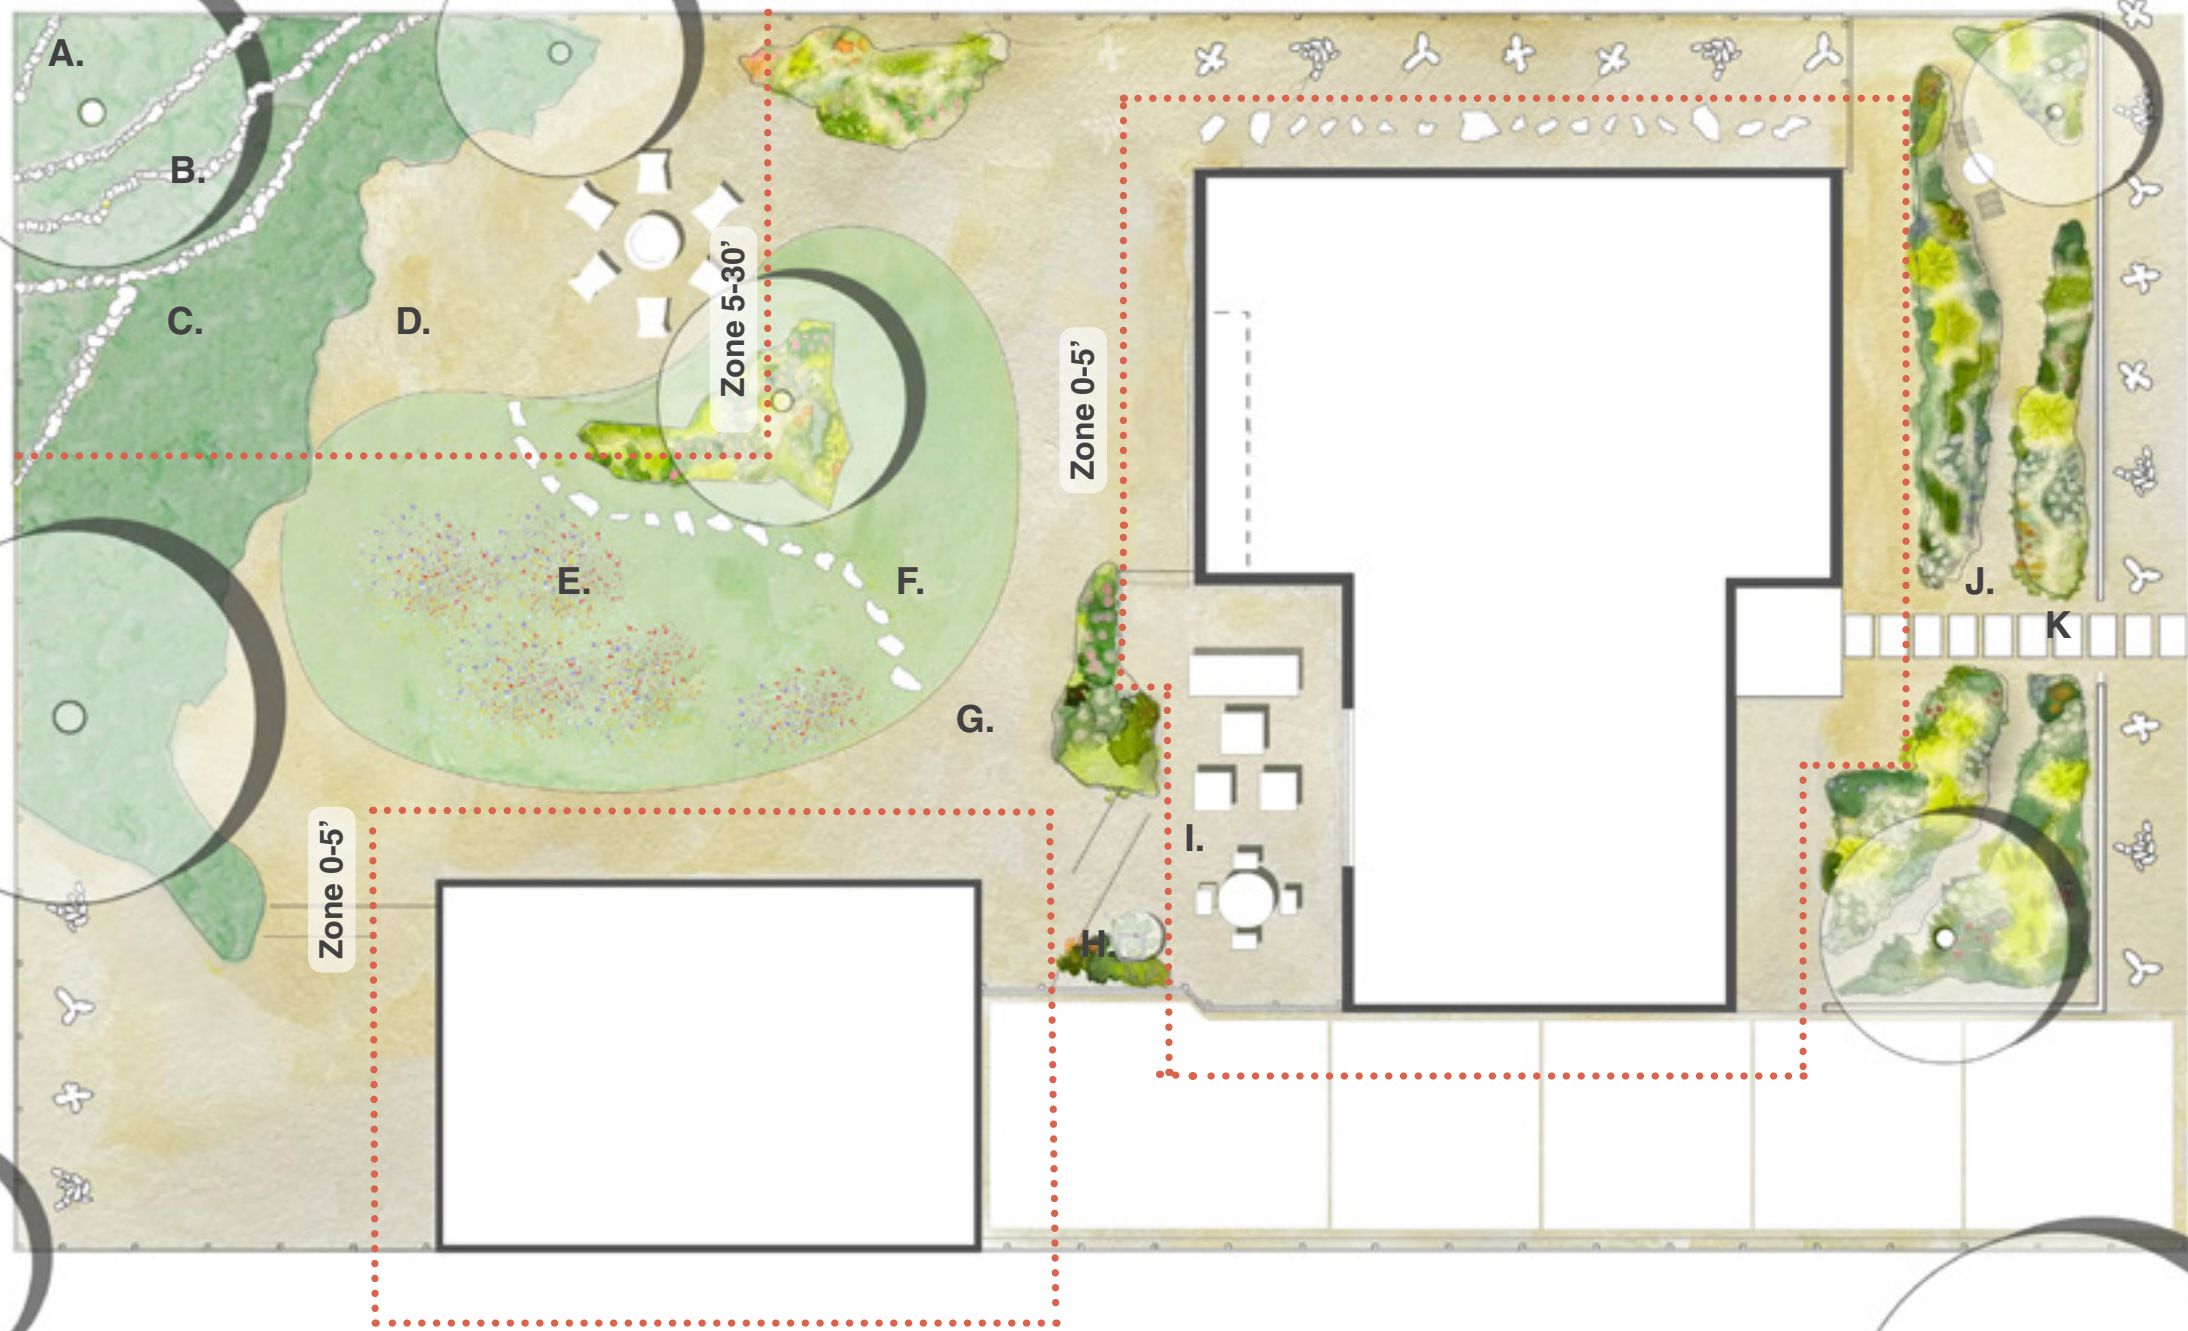 A.
B.
C.
D.
Zone 5-30’
Zone 0-5’
E.
F.
J.
K
G.
I.
Zone 0-5’
H.